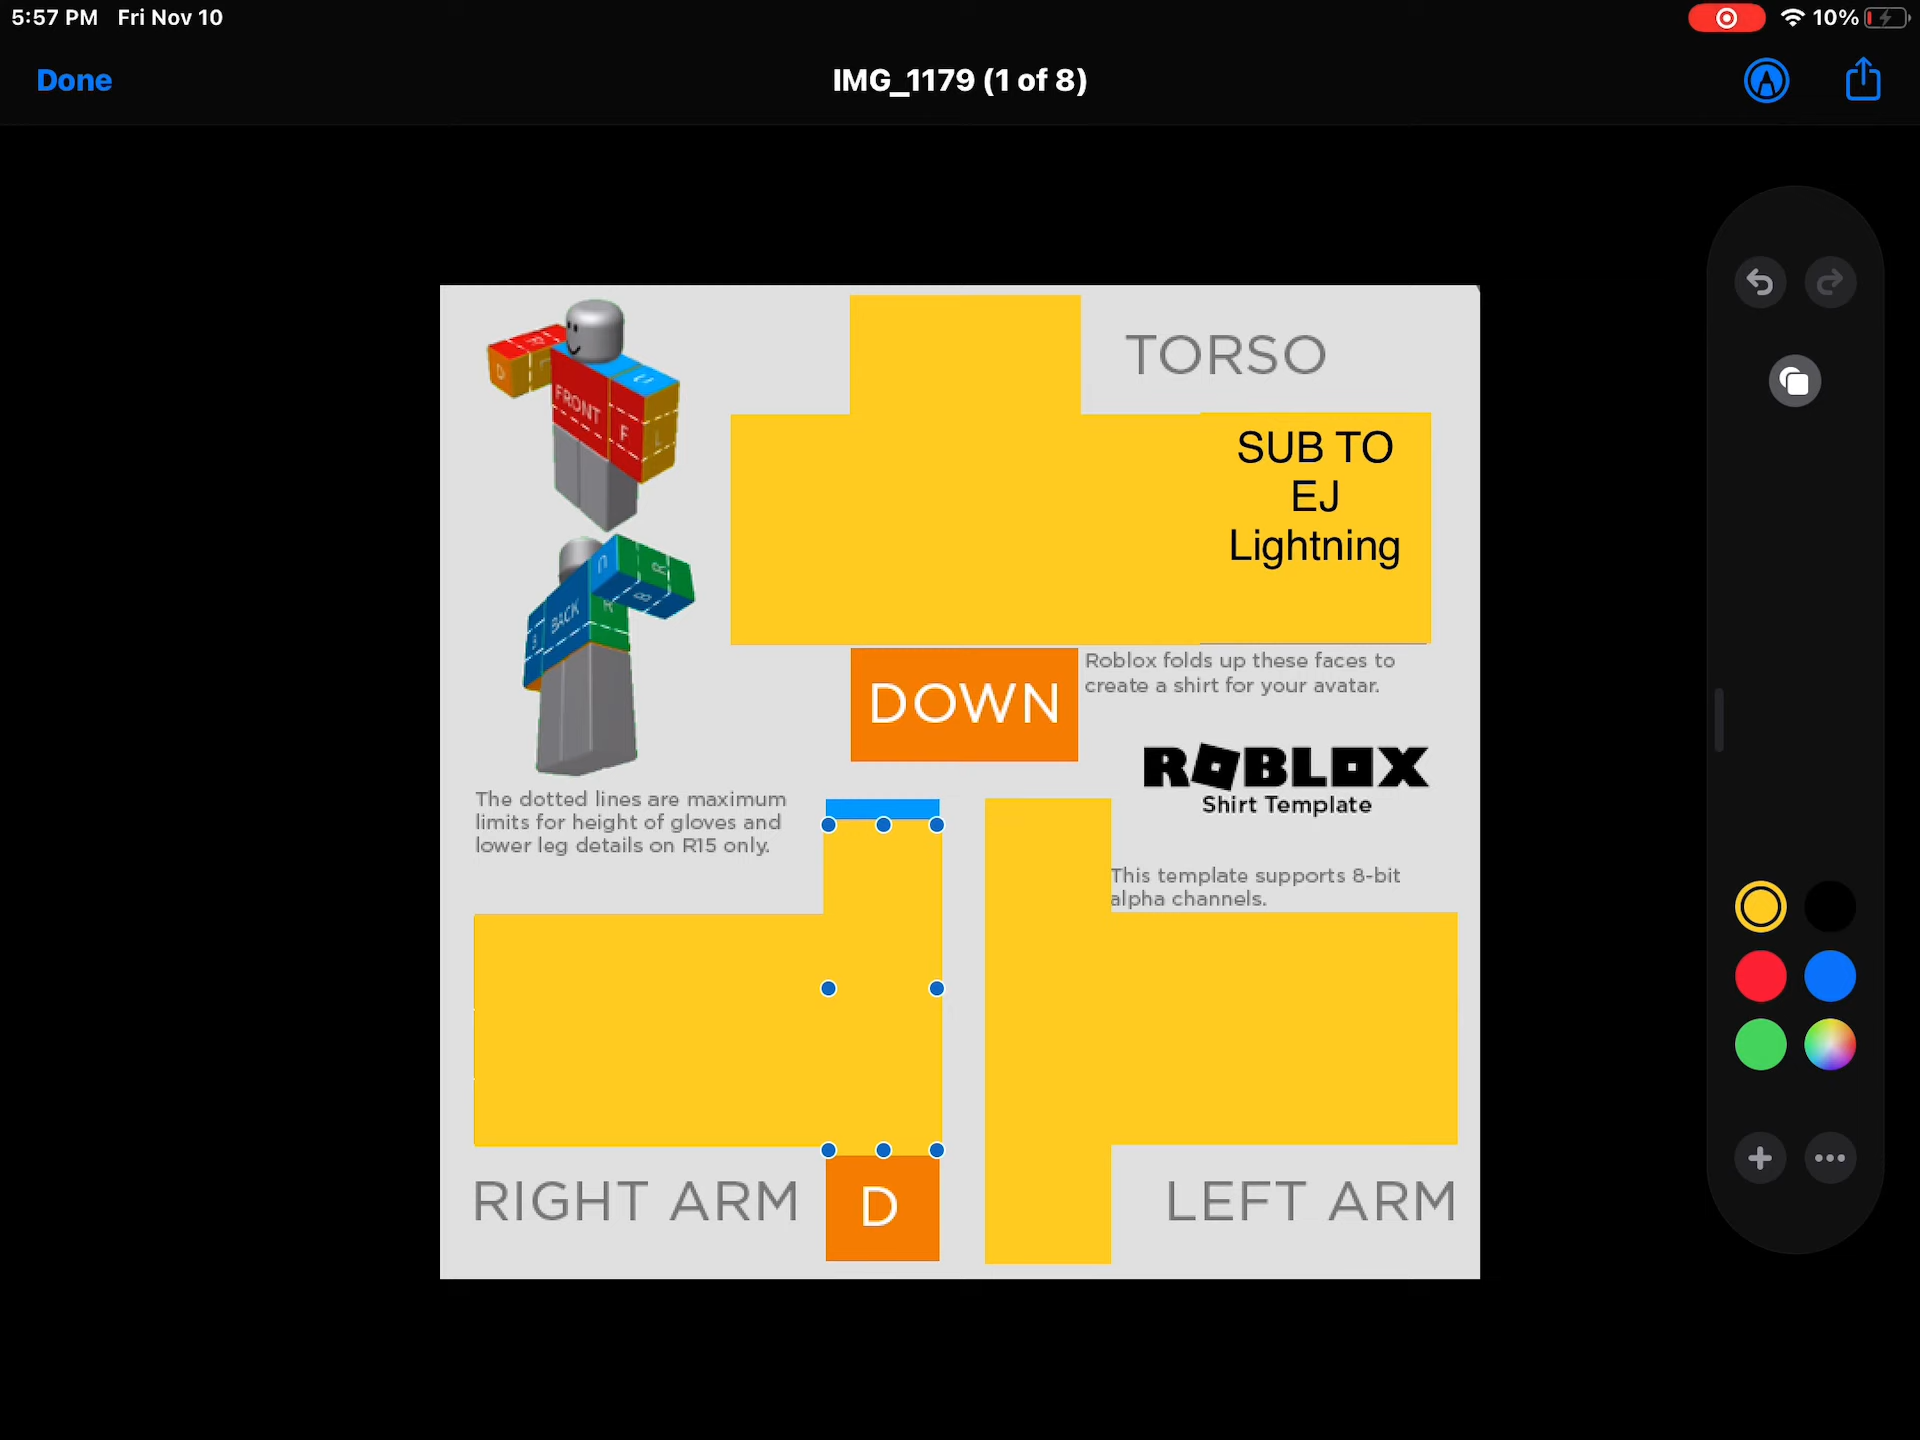 5:57 PM Fri Nov 10
10%
Done
IMG_1179 (1 of 8)
TORSO
FRONT
F
L
D
U
SUB TO
EJ
Lightning
BACK
R
B
R
DOWN
Roblox folds up these faces to
create a shirt for your avatar.
ROBLOX
Shirt Template
The dotted lines are maximum
limits for height of gloves and
lower leg details on R15 only.
This template supports 8-bit
alpha channels.
RIGHT ARM
D
LEFT ARM